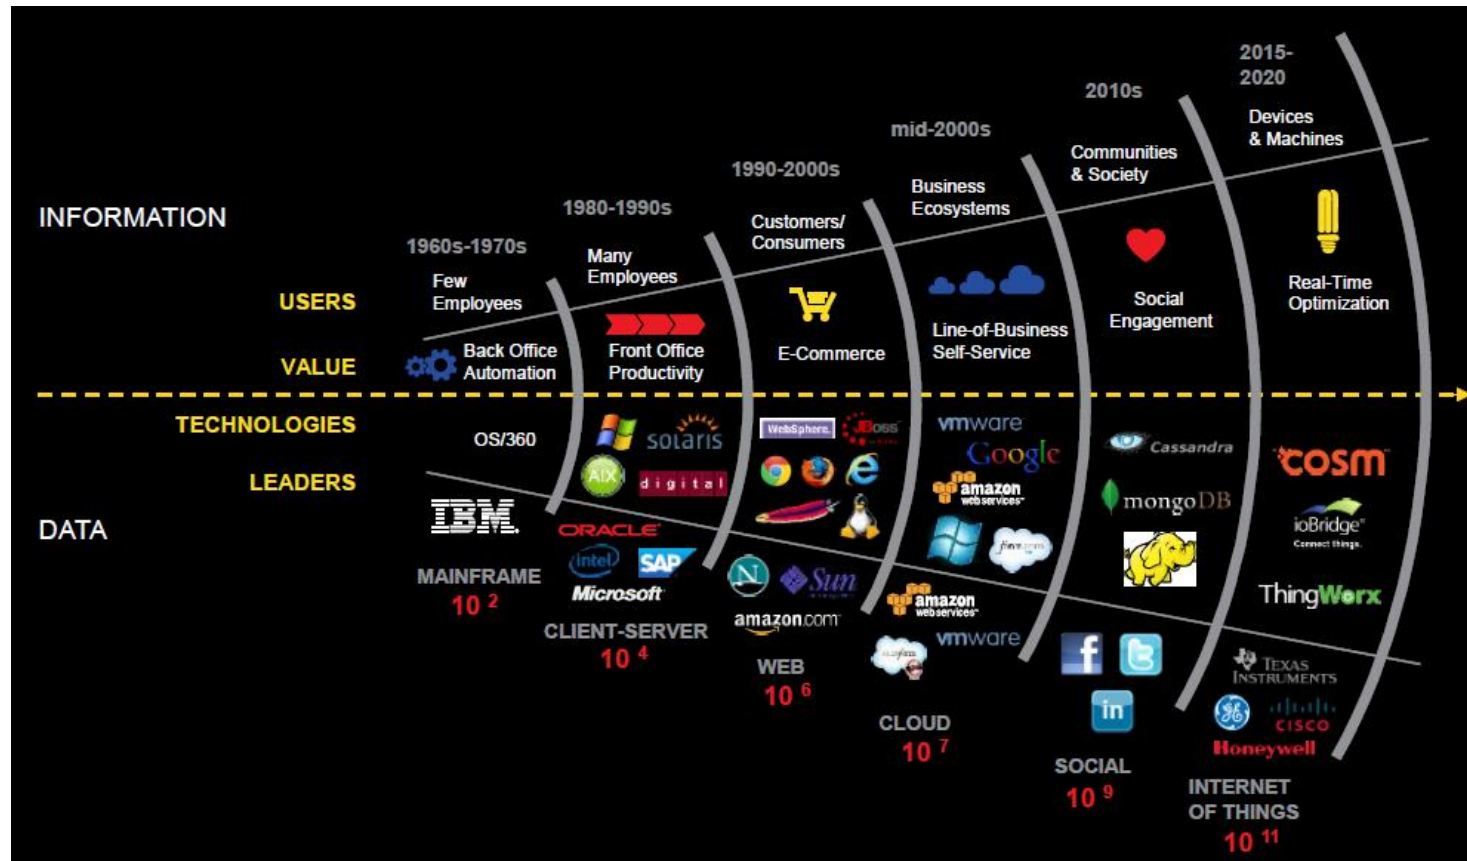 2015-
2020
2010s
mid-2000s
1990-2000s
1980-1990s
1960s-1970s
INFORMATION
USERS
VALUE
Few
Employees
Many
Employees
Customers/
Consumers
Business
Ecosystems
Communities
& Society
Devices
& Machines
Back Office
Automation
Front Office
Productivity
E-Commerce
Line-of-Business
Self-Service
Social
Engagement
Real-Time
Optimization
TECHNOLOGIES
LEADERS
DATA
OS/360
solaris
AIX
digital
WebSphere.
JBoss
vmware
Google
amazon
webservices™
Cassandra
mongoDB
cosm
ioBridge
Connect things.
ThingWorx
IBM
MAINFRAME
10 2
ORACLE
intel
SAP
Microsoft
CLIENT-SERVER
10 4
N
Sun
amazon.com
WEB
10 6
amazon
webservices™
vmware
CLOUD
10 7
f
t
in
SOCIAL
10 9
TEXAS
INSTRUMENTS
GE
CISCO
Honeywell
INTERNET
OF THINGS
10 11